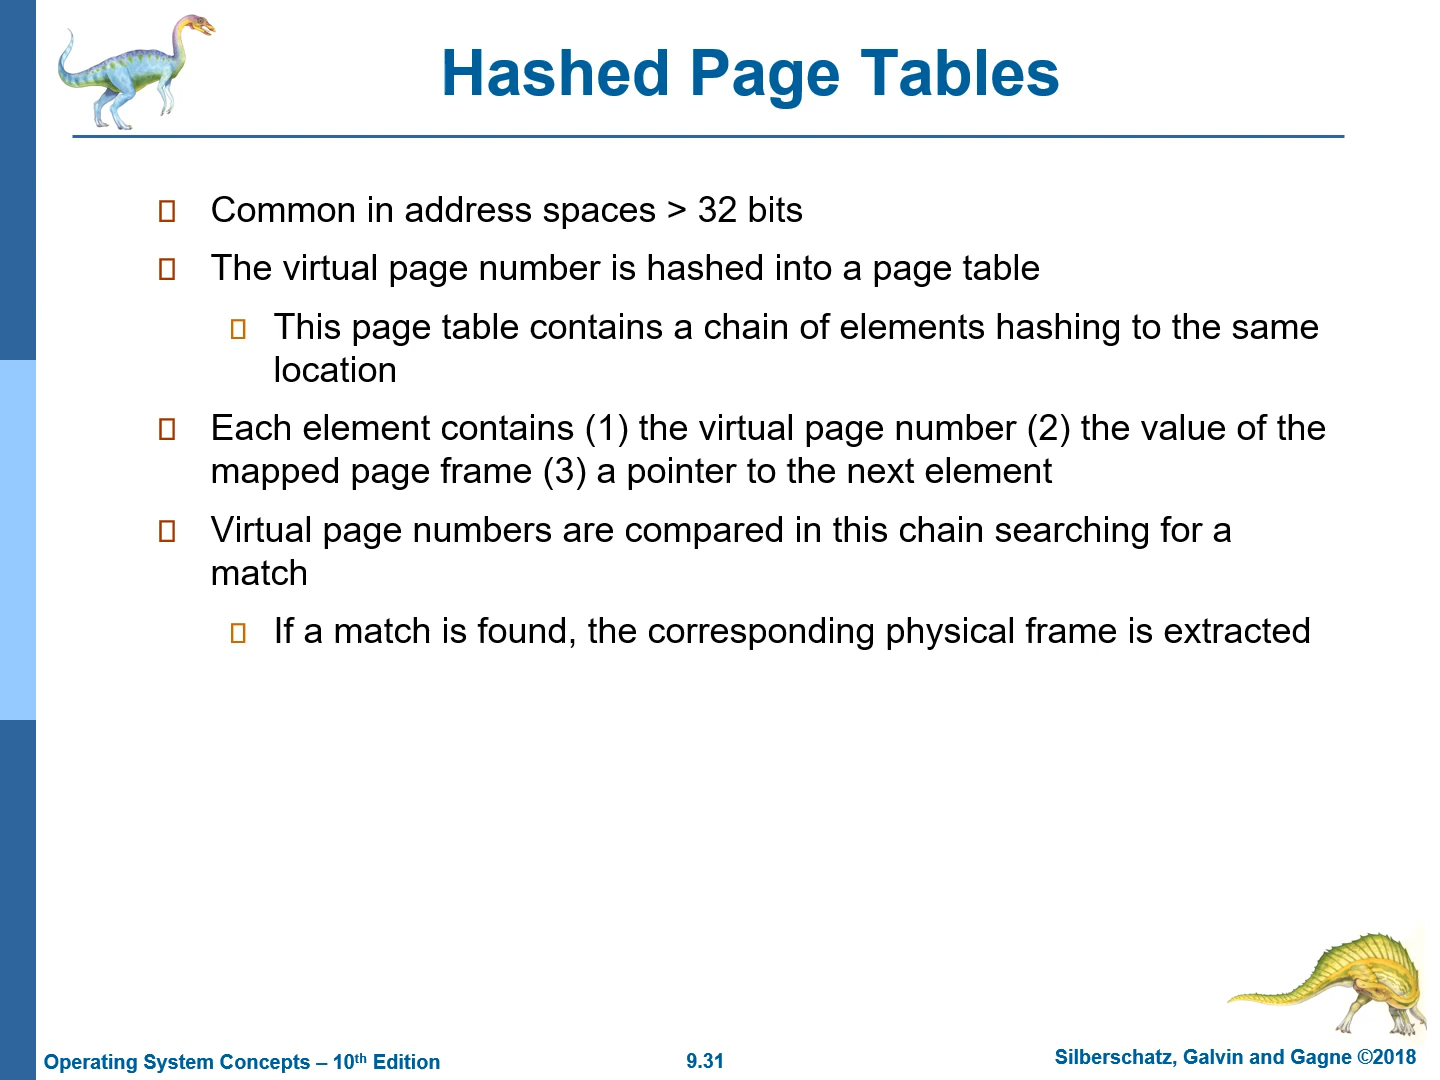 Hashed Page Tables
Common in address spaces > 32 bits
The virtual page number is hashed into a page table
This page table contains a chain of elements hashing to the same
location
Each element contains (1) the virtual page number (2) the value of the
mapped page frame (3) a pointer to the next element
Virtual page numbers are compared in this chain searching for a
match
If a match is found, the corresponding physical frame is extracted
Operating System Concepts – 10th Edition
9.31
Silberschatz, Galvin and Gagne ©2018